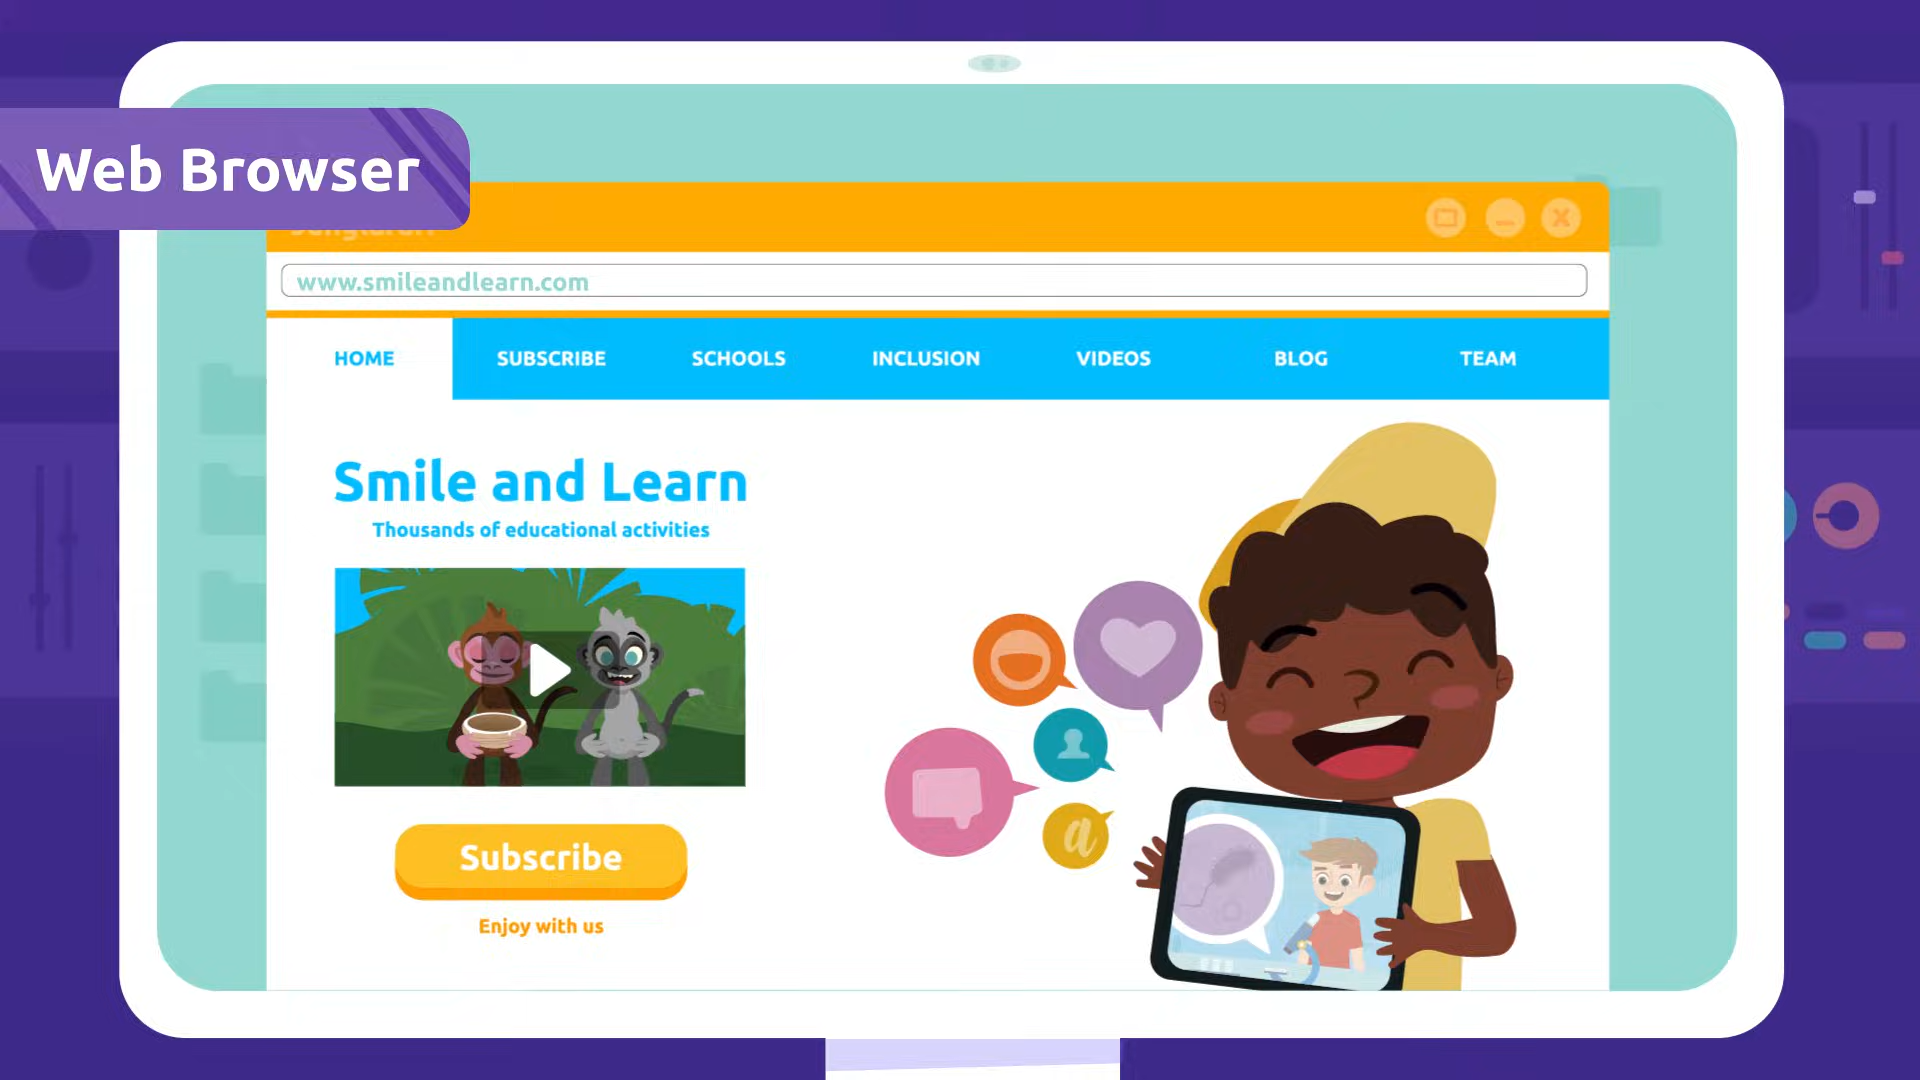 Web Browser
www.smileandlearn.com
HOME SUBSCRIBE SCHOOLS INCLUSION VIDEOS BLOG TEAM
Smile and Learn
Thousands of educational activities
Subscribe
Enjoy with us
a